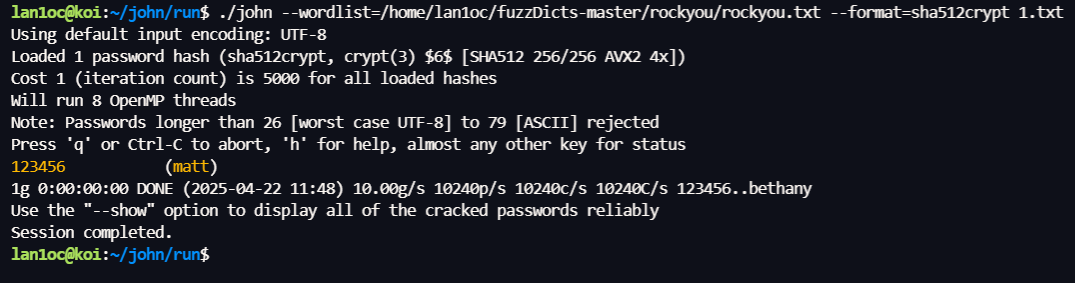 lan1oc@koi:~/john/run$ ./john --wordlist=/home/lan1oc/fuzzDicts-master/rockyou/rockyou.txt --format=sha512crypt 1.txt
Using default input encoding: UTF-8
Loaded 1 password hash (sha512crypt, crypt(3) $6$ [SHA512 256/256 AVX2 4x])
Cost 1 (iteration count) is 5000 for all loaded hashes
Will run 8 OpenMP threads
Note: Passwords longer than 26 [worst case UTF-8] to 79 [ASCII] rejected
Press 'q' or Ctrl-C to abort, 'h' for help, almost any other key for status
123456           (matt)
1g 0:00:00:00 DONE (2025-04-22 11:48) 10.00g/s 10240p/s 10240c/s 10240C/s 123456..bethany
Use the "--show" option to display all of the cracked passwords reliably
Session completed.
lan1oc@koi:~/john/run$